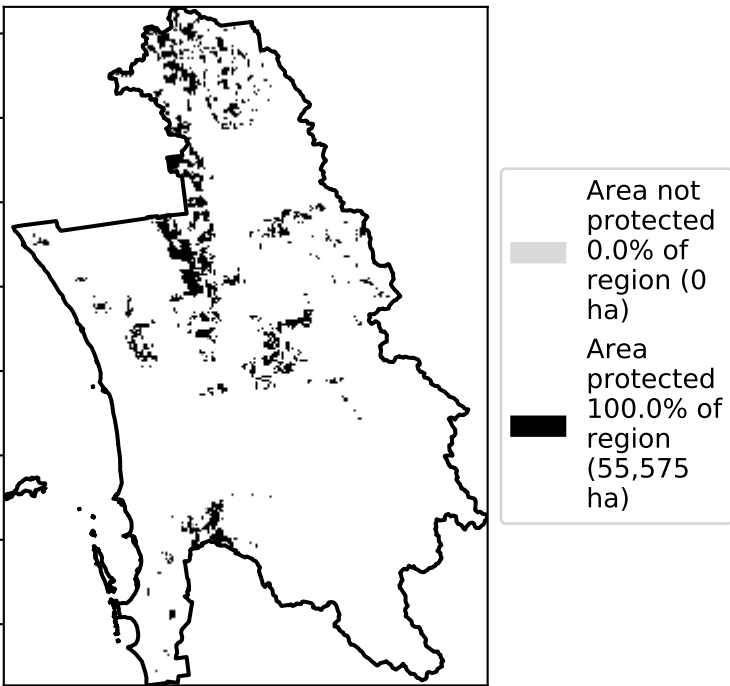 Area not
protected
0.0% of
region (0
ha)
Area
protected
100.0% of
region
(55,575
ha)